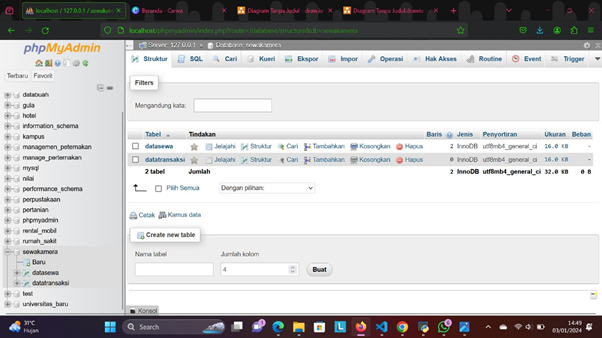 localhost / 127.0.0.1 / sewakam
Beranda - Canva
Diagram Tanpa Judul.drawio
Diagram Tanpa Judul.drawio
localhost/phpmyadmin/index.php?route=/database/structure&db=sewakamera
phpMyAdmin
Terbaru Favorit
databuah
gula
hotel
information_schema
kampus
managemen_peternakan
manage_perternakan
mysql
nilai
performance_schema
perpustakaan
pertanian
phpmyadmin
rental_mobil
rumah_sakit
sewakamera
Baru
datasewa
datatransaksi
test
universitas_baru
Server: 127.0.0.1 » Database: sewakamera
Struktur SQL Cari Kueri Ekspor Impor Operasi Hak Akses Routine Event Trigger
Filters
Mengandung kata:
Tabel Tindakan Baris Jenis Penyortiran Ukuran Beban
datasewa Jelajahi Struktur Cari Tambahkan Kosongkan Hapus 2 InnoDB utf8mb4_general_ci 16.0 KB -
datatransaksi Jelajahi Struktur Cari Tambahkan Kosongkan Hapus 0 InnoDB utf8mb4_general_ci 16.0 KB -
2 tabel Jumlah 2 InnoDB utf8mb4_general_ci 32.0 KB 0 B
Pilih Semua Dengan pilihan:
Cetak Kamus data
Create new table
Nama tabel Jumlah kolom
4 Buat
Konsol
31°C
Hujan
Search
14.49
03/01/2024